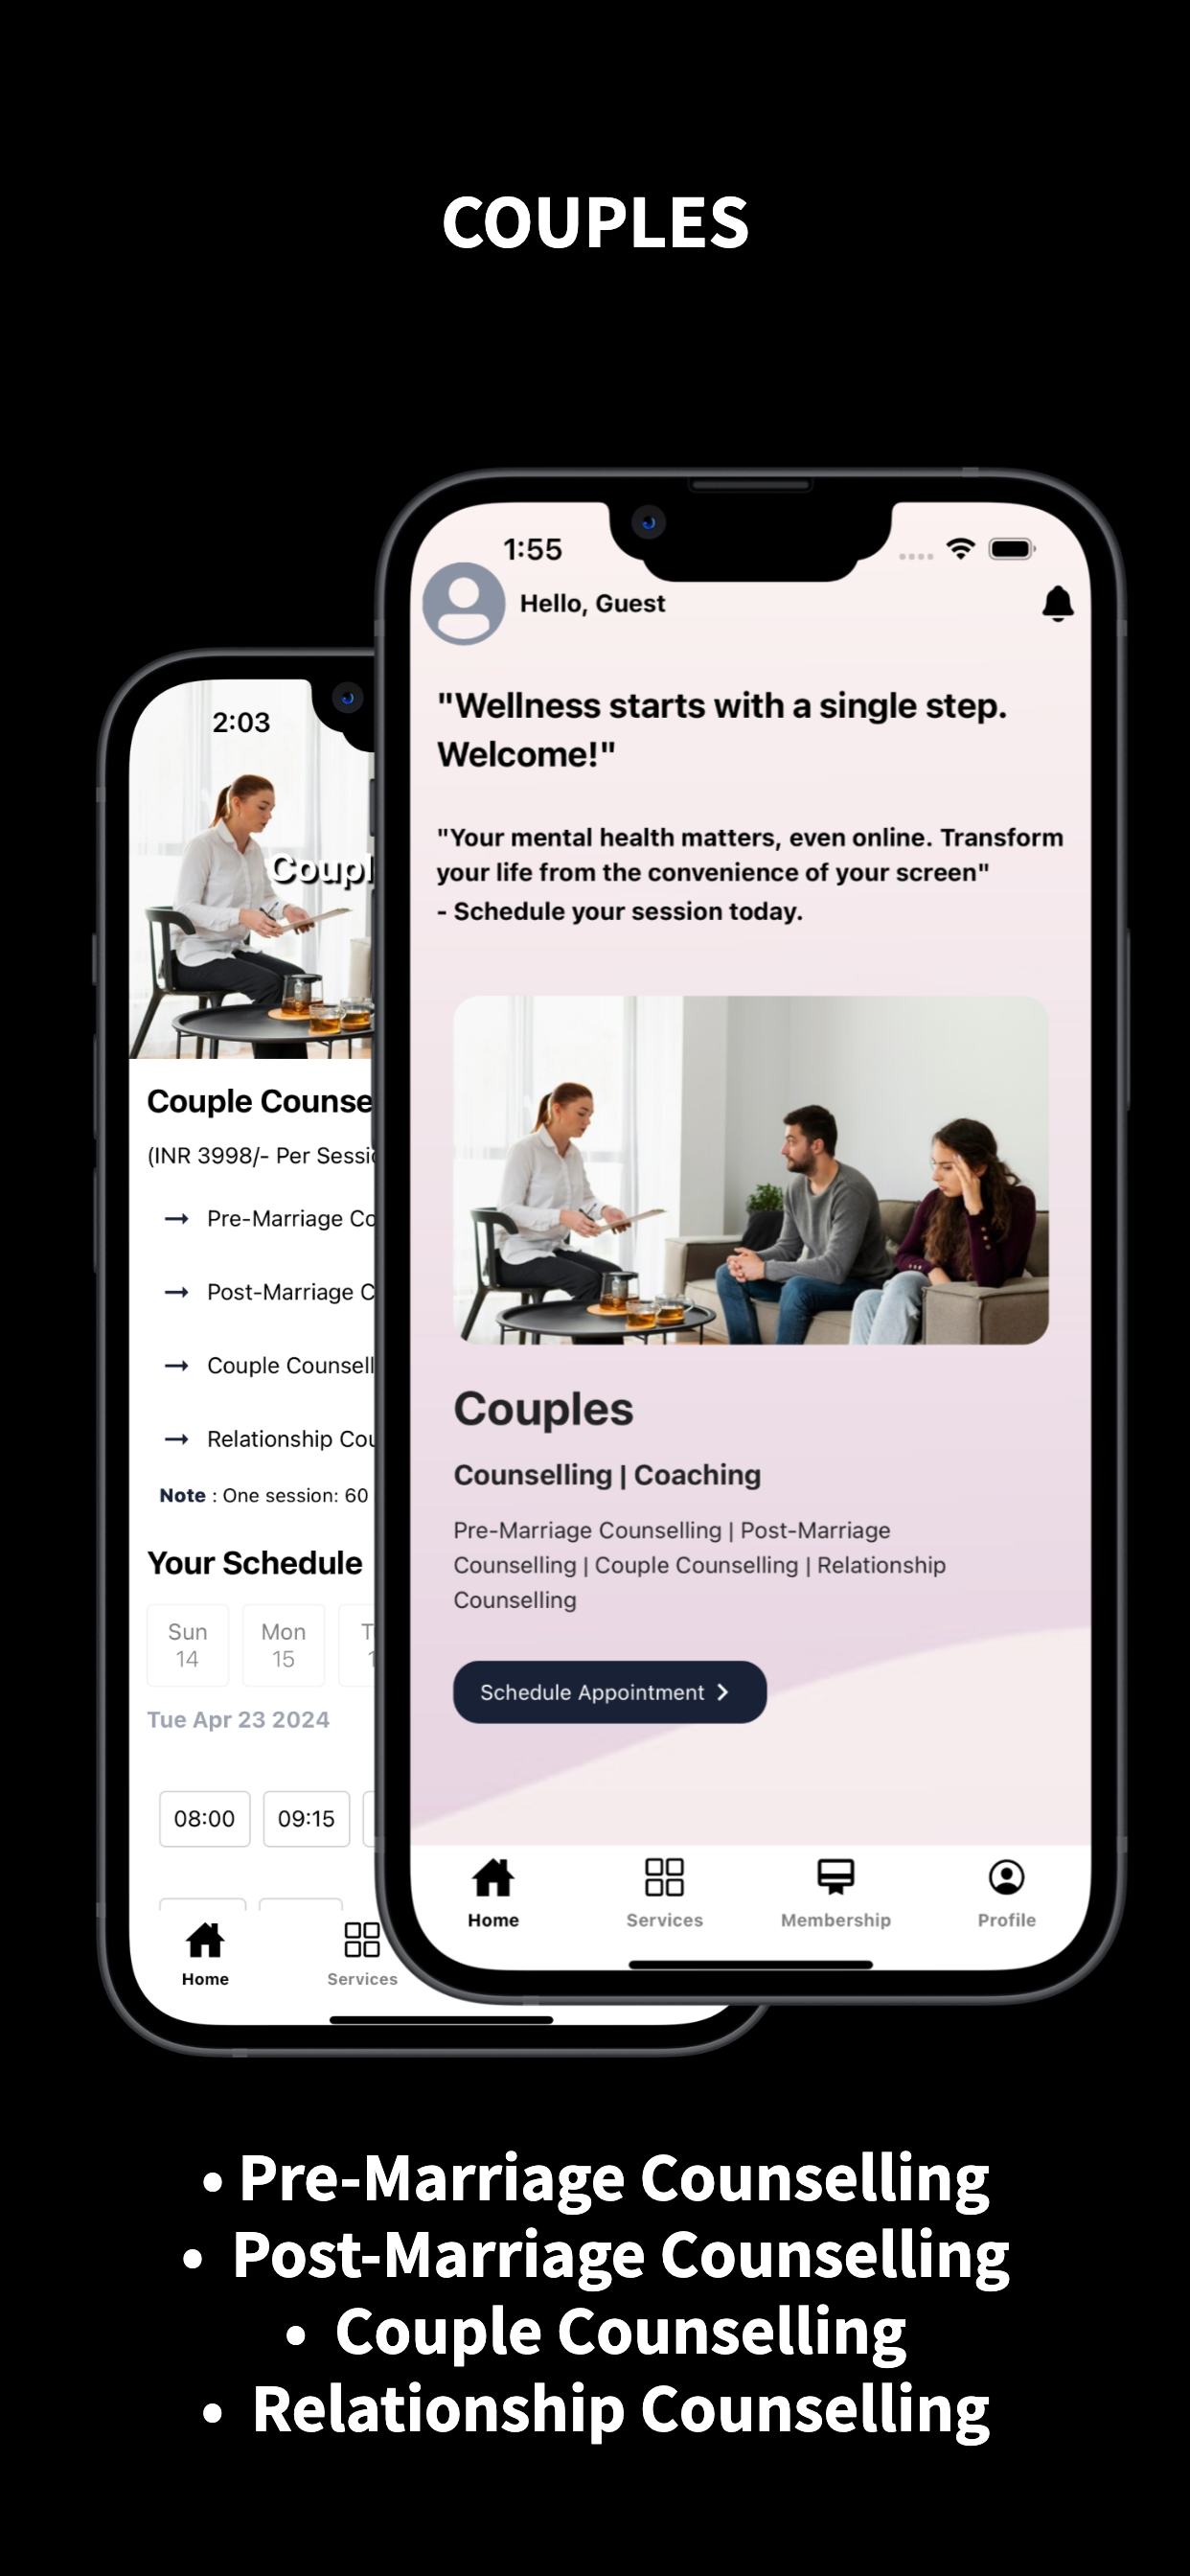 COUPLES
1:55
Hello, Guest
"Wellness starts with a single step.
Welcome!"
"Your mental health matters, even online. Transform
your life from the convenience of your screen"
- Schedule your session today.
Couples
Counselling | Coaching
Pre-Marriage Counselling | Post-Marriage
Counselling | Couple Counselling | Relationship
Counselling
Schedule Appointment
Home
Services
Membership
Profile
2:03
Coupl
Couple Counse
(INR 3998/- Per Sessi
Pre-Marriage Co
Post-Marriage C
Couple Counsell
Relationship Cou
Note : One session: 60
Your Schedule
Sun
14
Mon
15
T
1
Tue Apr 23 2024
08:00
09:15
Home
Services
• Pre-Marriage Counselling
• Post-Marriage Counselling
• Couple Counselling
• Relationship Counselling